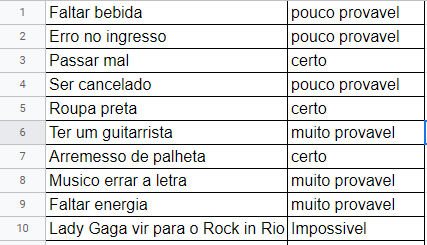 1 Faltar bebida pouco provavel
2 Erro no ingresso pouco provavel
3 Passar mal certo
4 Ser cancelado pouco provavel
5 Roupa preta certo
6 Ter um guitarrista muito provavel
7 Arremesso de palheta certo
8 Musico errar a letra muito provavel
9 Faltar energia muito provavel
10 Lady Gaga vir para o Rock in Rio Impossivel